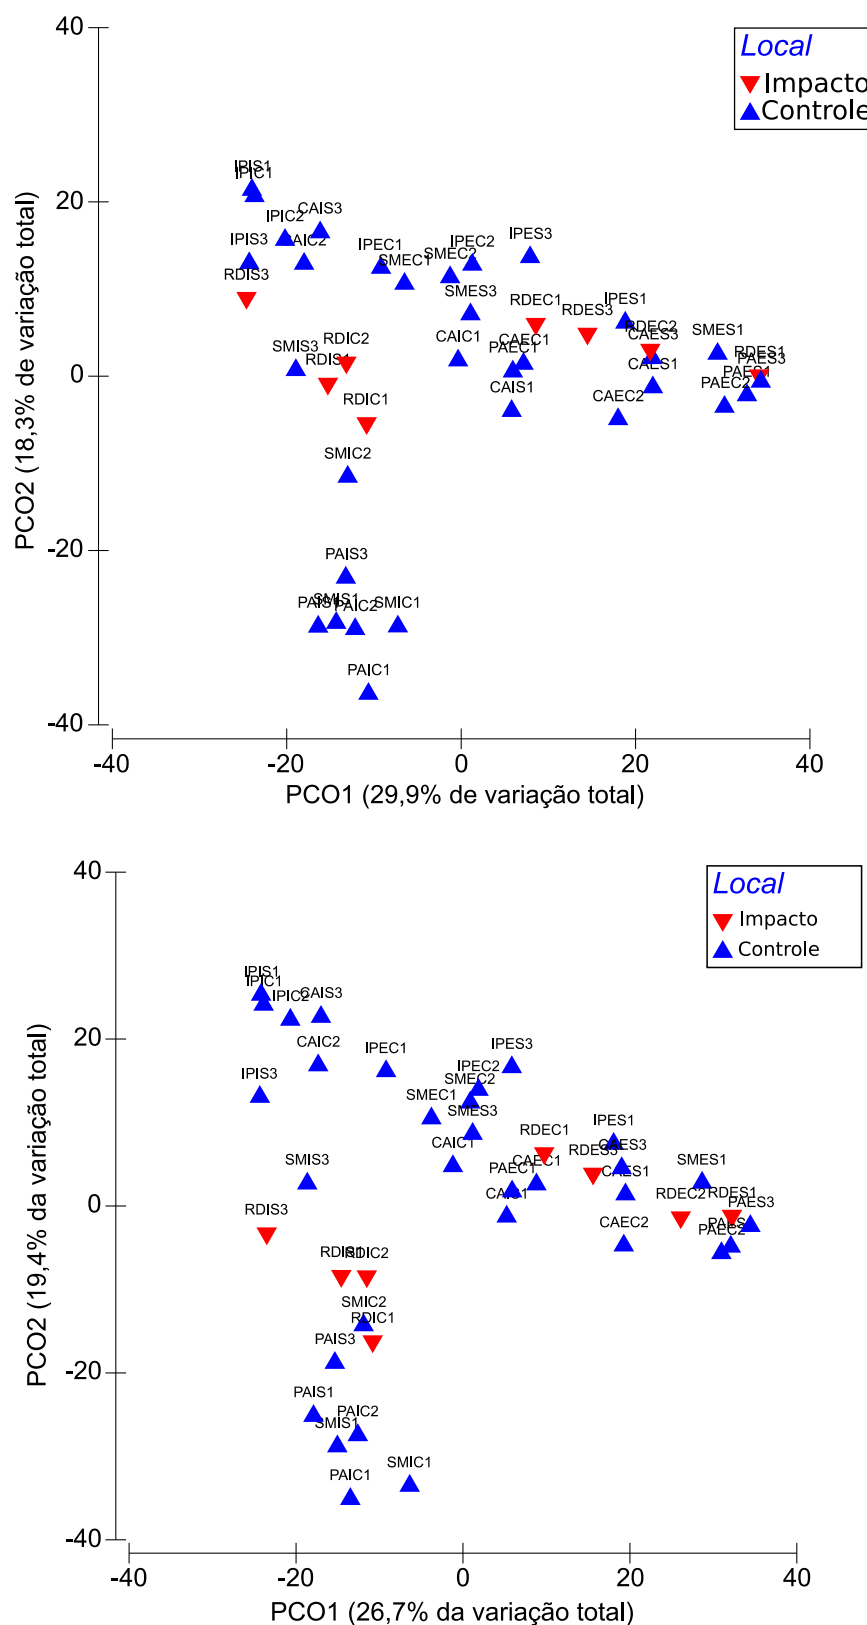 40
Local
Impacto
Controle
IPIS1
IPIC1
IPIC2
CAIS3
IPIS3
IPEC1
IPEC2
IPES3
SMEC2
SMEC1
RDIS3
SMES3
RDEC1
RDES3
IPES1
RDEC2
CAES3
SMES1
RDES1
PAES3
RDIC2
SMIS3
RDIS1
CAIC1
CAEC1
PAEC1
CAES1
PAEC2
RDIC1
CAIS1
CAEC2
SMIC2
PAIS3
SMIS1
PAIS1
PAIC2
SMIC1
PAIC1
20
0
-20
-40
PCO2 (18,3% de variação total)
-40
-20
0
20
40
PCO1 (29,9% de variação total)
40
Local
Impacto
Controle
IPIS1
IPIC1
IPIC2
CAIS3
CAIC2
IPIS3
IPEC1
IPEC2
IPES3
SMEC2
SMEC1
SMES3
RDEC1
IPES1
RDES3
CAES3
CAIC1
CAEC1
PAEC1
CAES1
SMES1
SMIS3
RDEC2
RDES1
PAES3
RDIS3
CAEC2
PAEC2
RDIS1
RDIC2
SMIC2
RDIC1
PAIS3
PAIS1
PAIC2
SMIS1
SMIC1
PAIC1
20
0
-20
-40
PCO2 (19,4% da variação total)
-40
-20
0
20
40
PCO1 (26,7% da variação total)